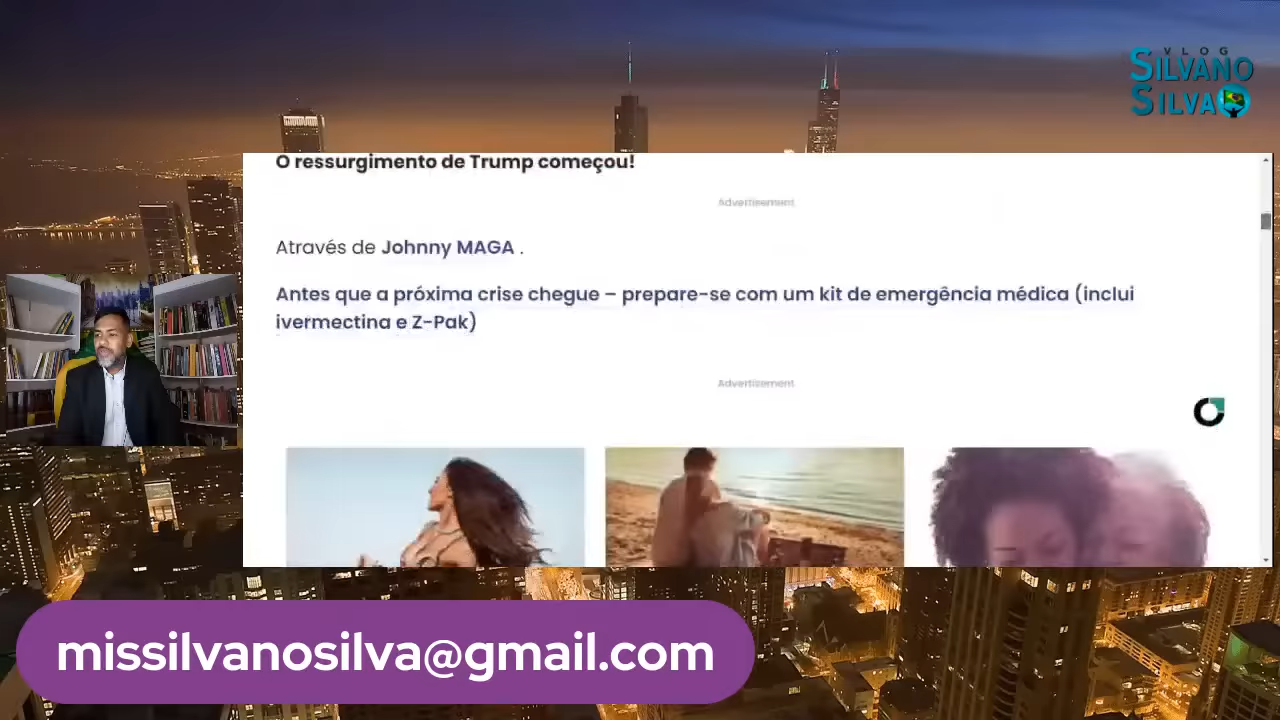 VLOG
SILVANO
SILVA
O ressurgimento de Trump começou!
Advertisement
Através de Johnny MAGA .
Antes que a próxima crise chegue – prepare-se com um kit de emergência médica (inclui
ivermectina e Z-Pak)
Advertisement
missilvanosilva@gmail.com